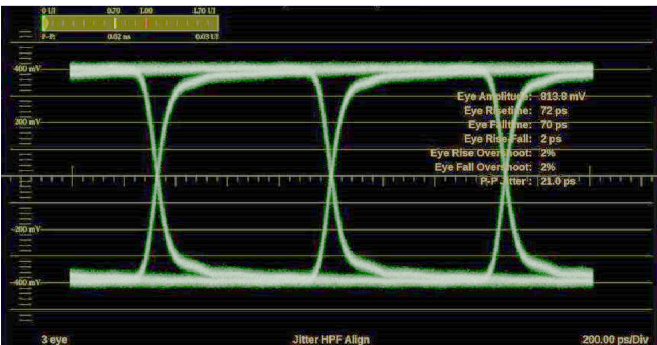 0 UI 0.70 1.00 1.70 UI
P-P: 0.02 ns 0.03 UI
400 mV
200 mV
-200 mV
-400 mV
Eye Amplitude: 813.8 mV
Eye Risetime: 72 ps
Eye Falltime: 70 ps
Eye Rise-Fall: 2 ps
Eye Rise Overshoot: 2%
Eye Fall Overshoot: 2%
P-P Jitter: 21.0 ps
3 eye Jitter HPF Align 200.00 ps/Div